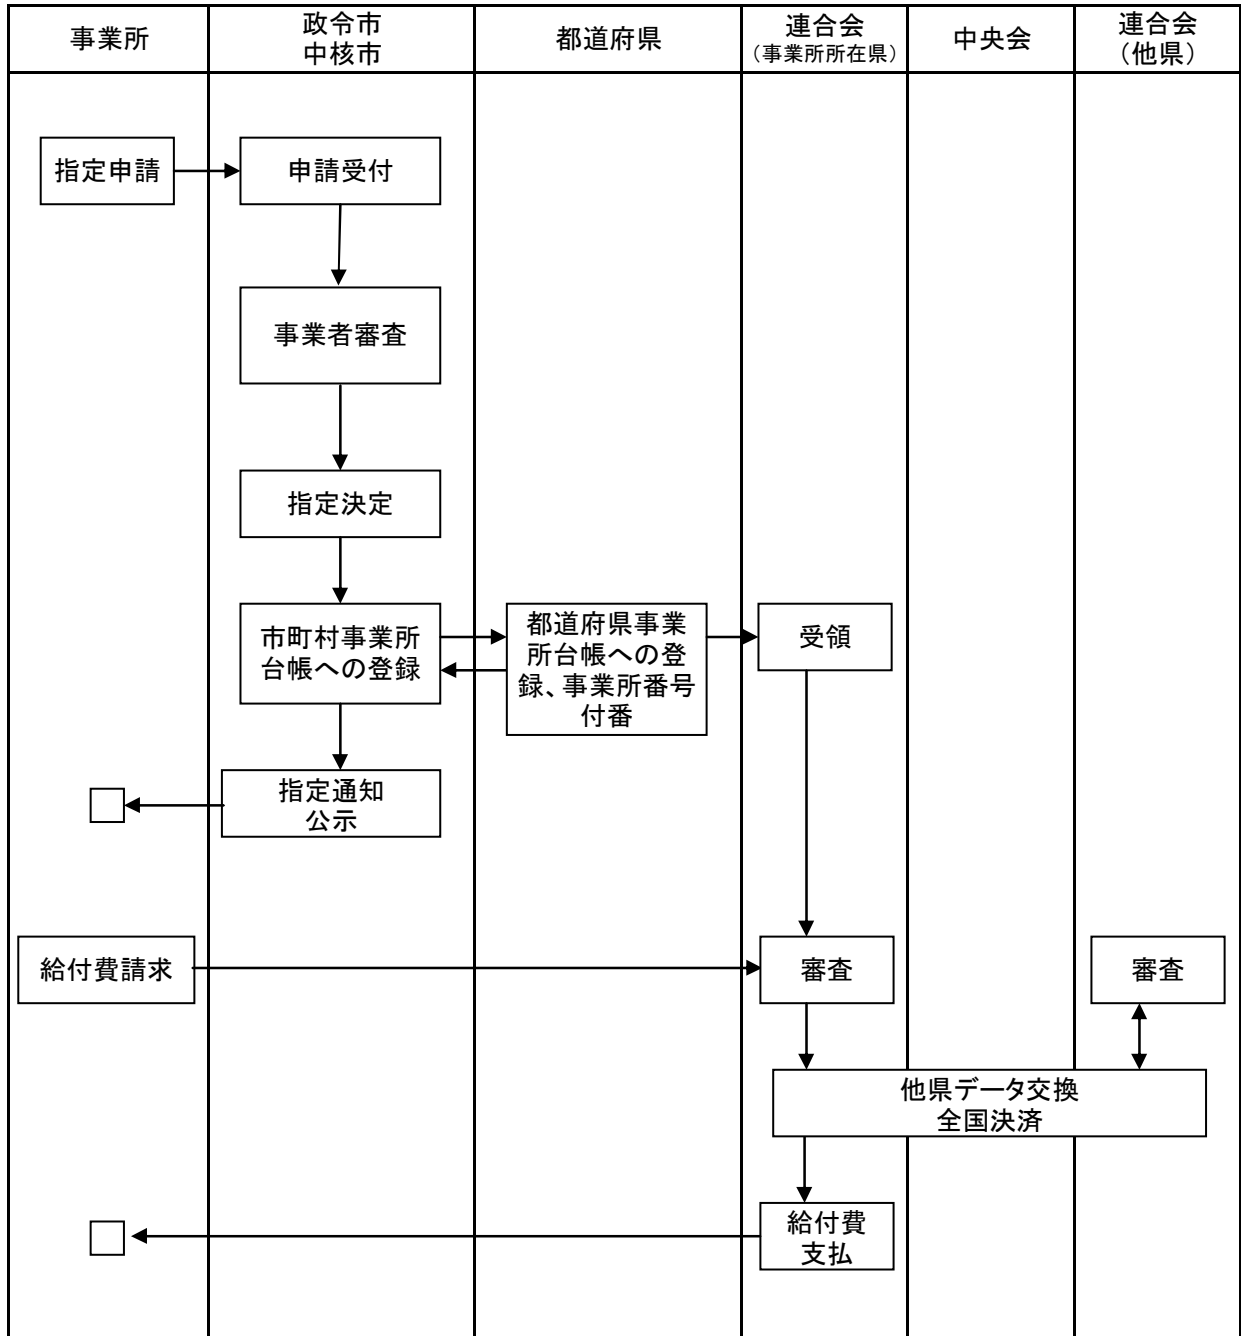 事業所
政令市
中核市
都道府県
連合会
（事業所所在県）
中央会
連合会
（他県）
指定申請
申請受付
事業者審査
指定決定
市町村事業所
台帳への登録
都道府県事業
所台帳への登
録、事業所番号
付番
受領
指定通知
公示
給付費請求
審査
審査
他県データ交換
全国決済
給付費
支払